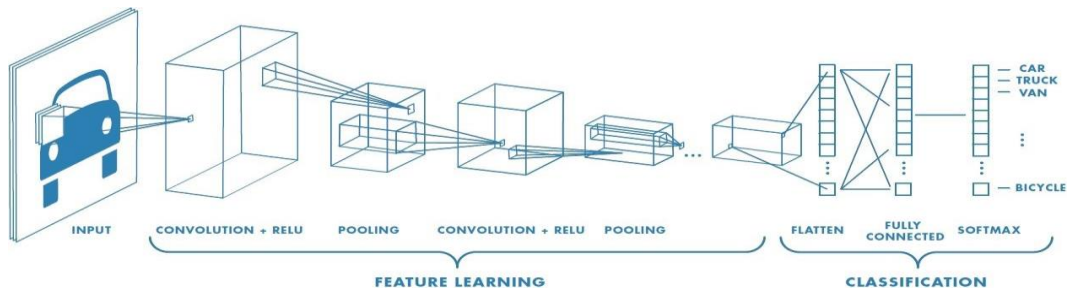 CAR
TRUCK
VAN
BICYCLE
INPUT
CONVOLUTION + RELU
POOLING
CONVOLUTION + RELU
POOLING
FLATTEN
FULLY
CONNECTED
SOFTMAX
FEATURE LEARNING
CLASSIFICATION